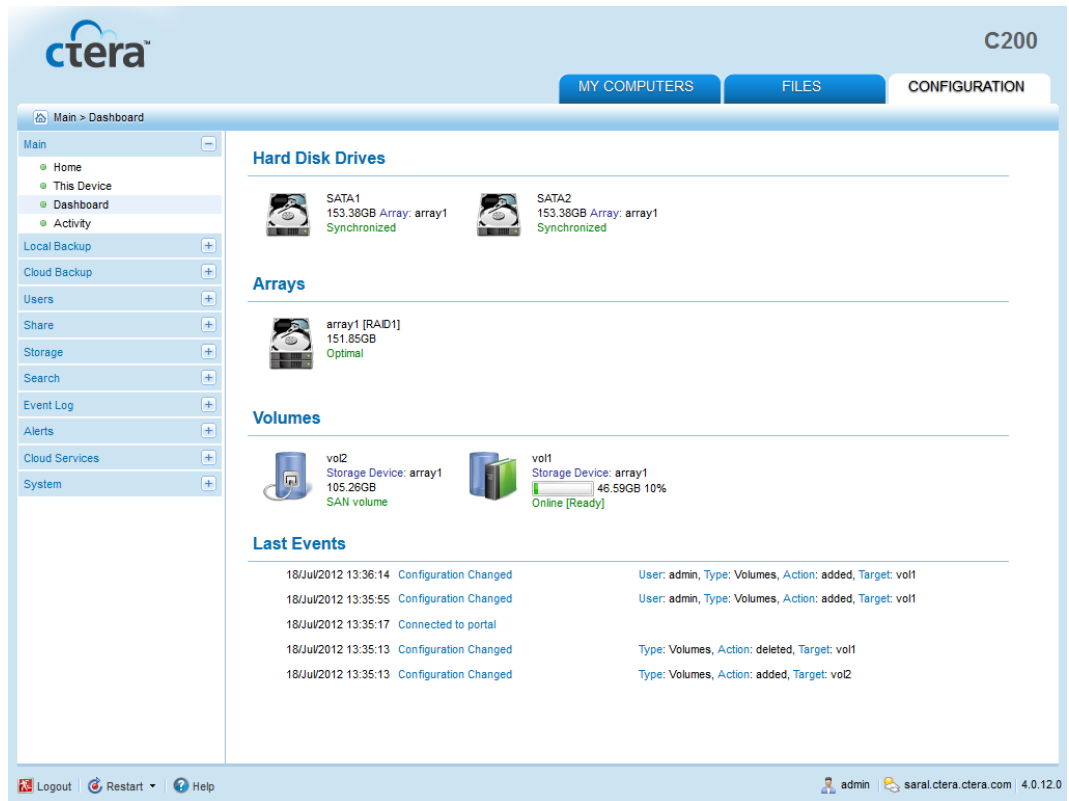 ctera™
C200
MY COMPUTERS
FILES
CONFIGURATION
Main > Dashboard
Main
Home
This Device
Dashboard
Activity
Local Backup
Cloud Backup
Users
Share
Storage
Search
Event Log
Alerts
Cloud Services
System
Hard Disk Drives
SATA1
153.38GB Array: array1
Synchronized
SATA2
153.38GB Array: array1
Synchronized
Arrays
array1 [RAID1]
151.85GB
Optimal
Volumes
vol2
Storage Device: array1
105.26GB
SAN volume
vol1
Storage Device: array1
46.59GB 10%
Online [Ready]
Last Events
18/Jul/2012 13:36:14 Configuration Changed User: admin, Type: Volumes, Action: added, Target: vol1
18/Jul/2012 13:35:55 Configuration Changed User: admin, Type: Volumes, Action: added, Target: vol1
18/Jul/2012 13:35:17 Connected to portal
18/Jul/2012 13:35:13 Configuration Changed Type: Volumes, Action: deleted, Target: vol1
18/Jul/2012 13:35:13 Configuration Changed Type: Volumes, Action: added, Target: vol2
Logout Restart Help admin saral.ctera.ctera.com 4.0.12.0